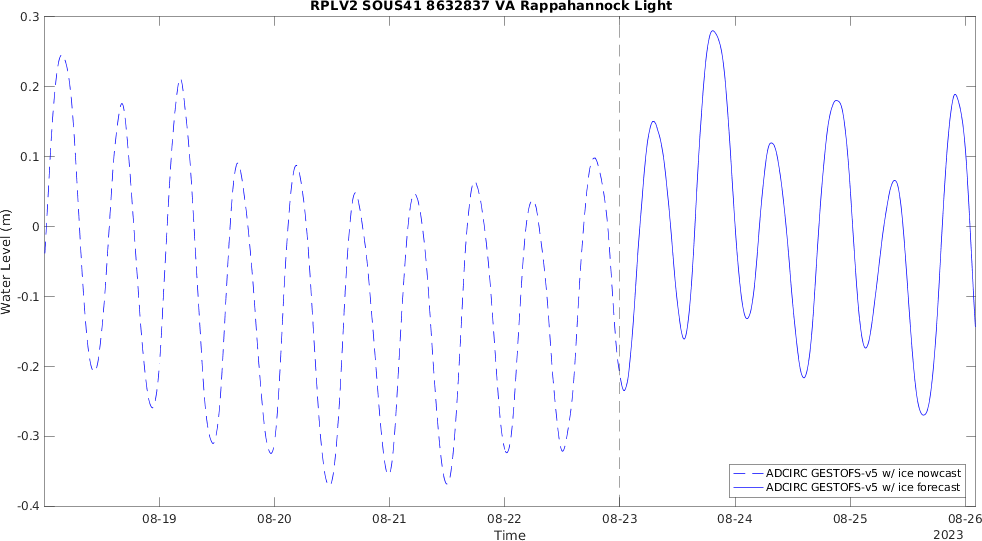 RPLV2 SOUS41 8632837 VA Rappahannock Light
Water Level (m)
0.3
0.2
0.1
0
-0.1
-0.2
-0.3
-0.4
ADCIRC GESTOFS-v5 w/ ice nowcast
ADCIRC GESTOFS-v5 w/ ice forecast
08-19 08-20 08-21 08-22 08-23 08-24 08-25 08-26
Time
2023